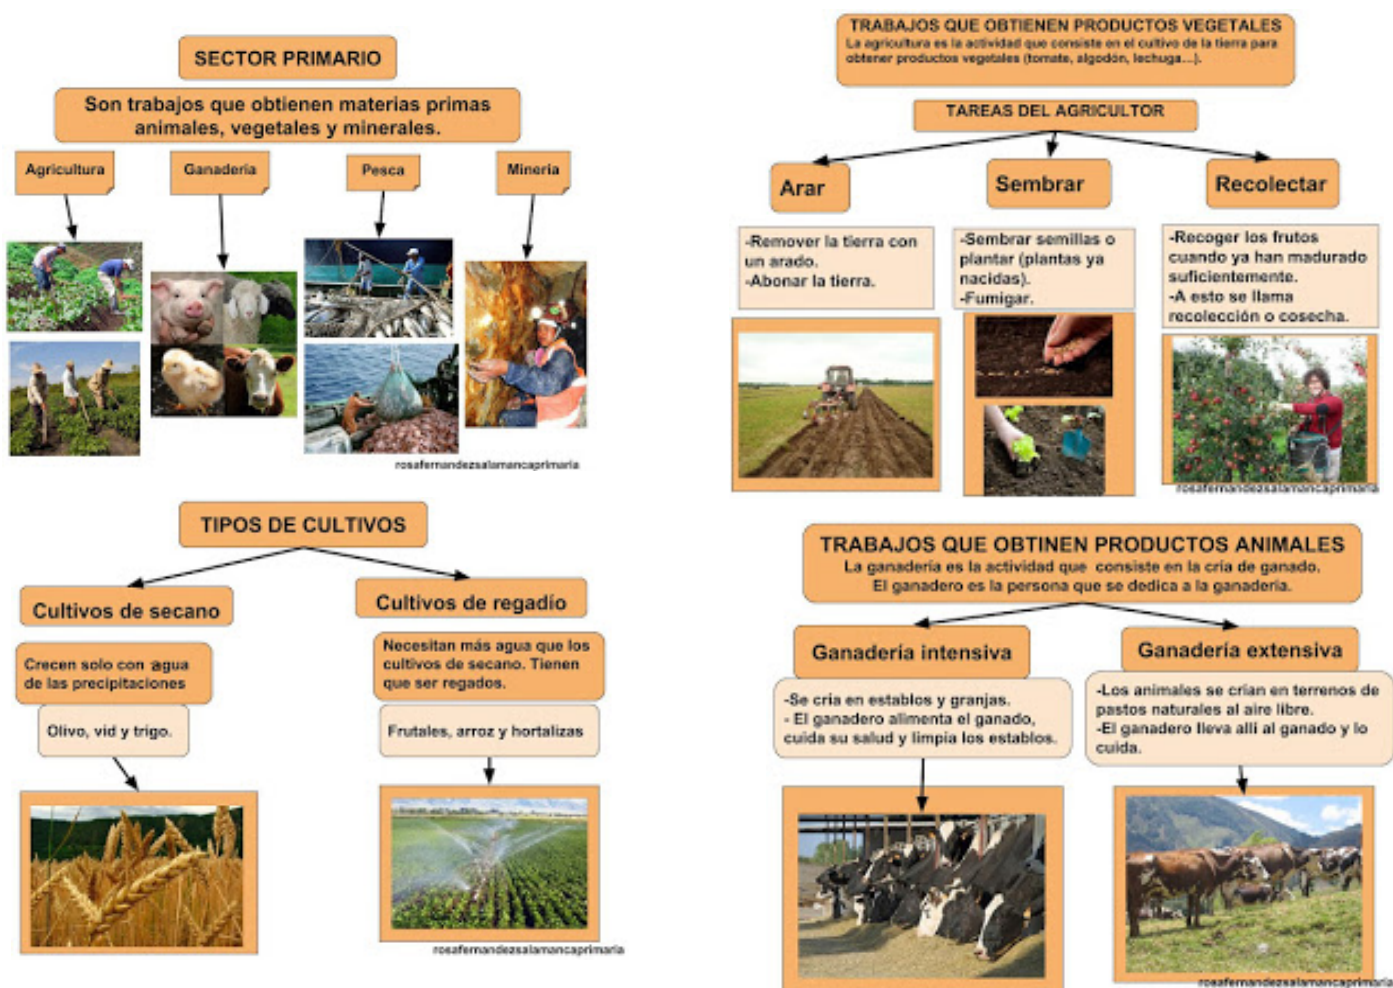 SECTOR PRIMARIO
Son trabajos que obtienen materias primas
animales, vegetales y minerales.
Agricultura
Ganadería
Pesca
Minería
rosafernandezsalamancaprimaria
TRABAJOS QUE OBTIENEN PRODUCTOS VEGETALES
La agricultura es la actividad que consiste en el cultivo de la tierra para
obtener productos vegetales (tomate, algodón, lechuga...).
TAREAS DEL AGRICULTOR
Arar
Sembrar
Recolectar
-Remover la tierra con
un arado.
-Abonar la tierra.
-Sembrar semillas o
plantar (plantas ya
nacidas).
-Fumigar.
-Recoger los frutos
cuando ya han madurado
suficientemente.
-A esto se llama
recolección o cosecha.
rosafernandezsalamancaprimaria
TIPOS DE CULTIVOS
Cultivos de secano
Cultivos de regadío
Crecen solo con agua
de las precipitaciones
Necesitan más agua que los
cultivos de secano. Tienen
que ser regados.
Olivo, vid y trigo.
Frutales, arroz y hortalizas
rosafernandezsalamancaprimaria
TRABAJOS QUE OBTINEN PRODUCTOS ANIMALES
La ganadería es la actividad que consiste en la cría de ganado.
El ganadero es la persona que se dedica a la ganadería.
Ganadería intensiva
Ganadería extensiva
-Se cría en establos y granjas.
- El ganadero alimenta el ganado,
cuida su salud y limpia los establos.
-Los animales se crían en terrenos de
pastos naturales al aire libre.
-El ganadero lleva allí al ganado y lo
cuida.
rosafernandezsalamancaprimaria